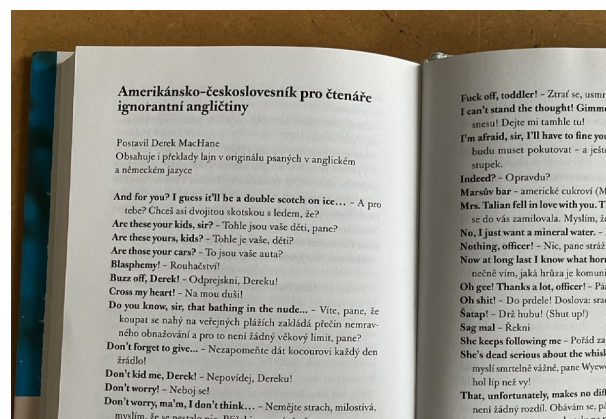 Amerikánsko-českoslovesník pro čtenáře
ignorantní angličtiny
Postavil Derek MacHane
Obsahuje i překlady lajn v originálu psaných v anglickém
a německém jazyce
And for you? I guess it'll be a double scotch on ice... – A pro
tebe? Chceš asi dvojitou skotskou s ledem, že?
Are these your kids, sir? – Tohle jsou vaše děti, pane?
Are these yours, kids? – Tohle je vaše, děti?
Are those your cars? – To jsou vaše auta?
Blasphemy! – Rouhačství!
Buzz off, Derek! – Odprejskni, Dereku!
Cross my heart! – Na mou duši!
Do you know, sir, that bathing in the nude... – Víte, pane, že
koupat se nahý na veřejných plážích zakládá přečin nemrav-
ného obnažování a pro to není žádný věkový limit, pane?
Don't forget to give... – Nezapomeňte dát kocourovi každý den
žrádlo!
Don't kid me, Derek! – Nepovídej, Dereku!
Don't worry! – Neboj se!
Don't worry, ma'm, I don't think... – Nemějte strach, milostivá,
myslím, že se nestalo nic.
Fuck off, toddler! – Ztrať se,
I can't stand the thought!
snesu! Dejte mi tamhle tu!
I'm afraid, sir, I'll have to fine
budu muset pokutovat – a
stupek.
Indeed? – Opravdu?
Marsův bar – americké cukroví
Mrs. Talian fell in love with you.
se do vás zamilovala. Myslím,
No, I just want a mineral water. –
Nothing, officer! – Nic, pane
Now at long last I know what
nečně vím, jaká hrůza je
Oh gee! Thanks a lot, officer! –
Oh shit! – Do prdele! Doslova:
Šatap! – Drž hubu! (Shut up!)
Sag mal – Řekni
She keeps following me – Pořád
She's dead serious about the
myslí smrtelně vážně, pane
hol líp než vy!
That, unfortunately, makes no
není žádný rozdíl. Obávám se,